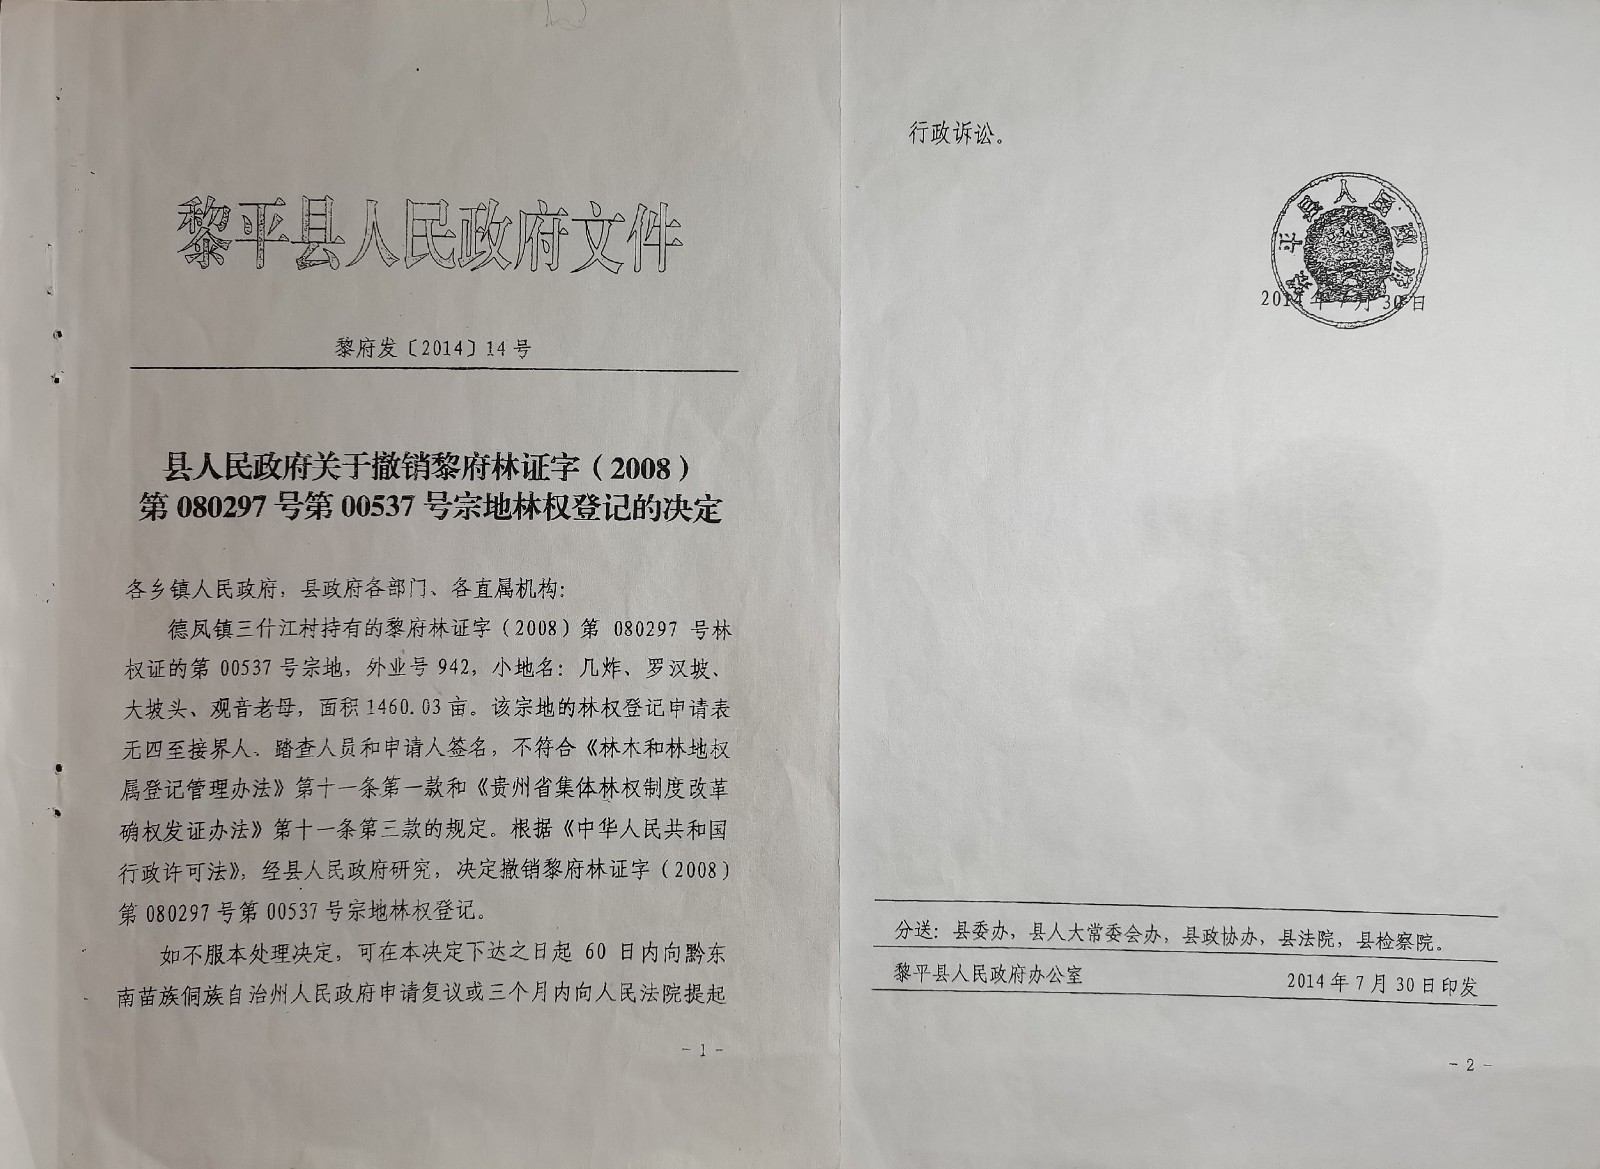 黎平县人民政府文件
黎府发〔2014〕14号
县人民政府关于撤销黎府林证字（2008）
第080297号第00537号宗地林权登记的决定
各乡镇人民政府，县政府各部门、各直属机构：
德凤镇三什江村持有的黎府林证字（2008）第 080297 号林
权证的第 00537 号宗地，外业号 942，小地名：几炸、罗汉坡、
大坡头、观音老母，面积1460.03亩。该宗地的林权登记申请表
无四至接界人、踏查人员和申请人签名，不符合《林木和林地权
属登记管理办法》第十一条第一款和《贵州省集体林权制度改革
确权发证办法》第十一条第三款的规定。根据《中华人民共和国
行政许可法》，经县人民政府研究，决定撤销黎府林证字（2008）
第080297号第00537号宗地林权登记。
如不服本处理决定，可在本决定下达之日起 60 日内向黔东
南苗族侗族自治州人民政府申请复议或三个月内向人民法院提起
- 1 -
行政诉讼。
黎平县人民政府
2014年7月30日
分送：县委办，县人大常委会办，县政协办，县法院，县检察院。
黎平县人民政府办公室 2014年7月30日印发
- 2 -